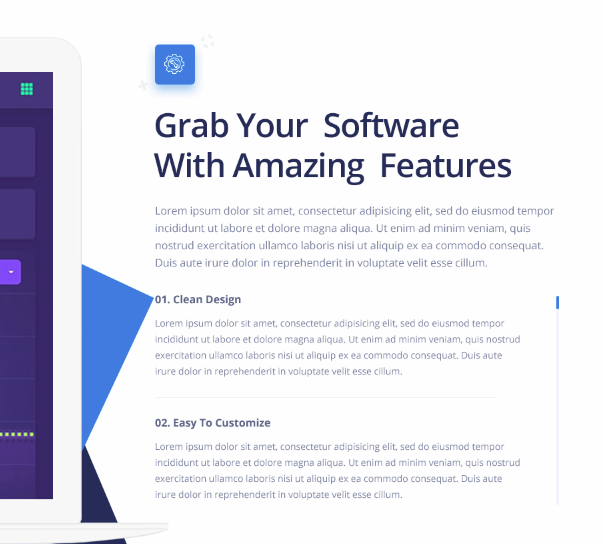 Grab Your Software
With Amazing Features
Lorem ipsum dolor sit amet, consectetur adipisicing elit, sed do eiusmod tempor
incididunt ut labore et dolore magna aliqua. Ut enim ad minim veniam, quis
nostrud exercitation ullamco laboris nisi ut aliquip ex ea commodo consequat.
Duis aute irure dolor in reprehenderit in voluptate velit esse cillum.
01. Clean Design
Lorem ipsum dolor sit amet, consectetur adipisicing elit, sed do eiusmod tempor
incididunt ut labore et dolore magna aliqua. Ut enim ad minim veniam, quis nostrud
exercitation ullamco laboris nisi ut aliquip ex ea commodo consequat. Duis aute
irure dolor in reprehenderit in voluptate velit esse cillum.
02. Easy To Customize
Lorem ipsum dolor sit amet, consectetur adipisicing elit, sed do eiusmod tempor
incididunt ut labore et dolore magna aliqua. Ut enim ad minim veniam, quis nostrud
exercitation ullamco laboris nisi ut aliquip ex ea commodo consequat. Duis aute
irure dolor in reprehenderit in voluptate velit esse cillum.